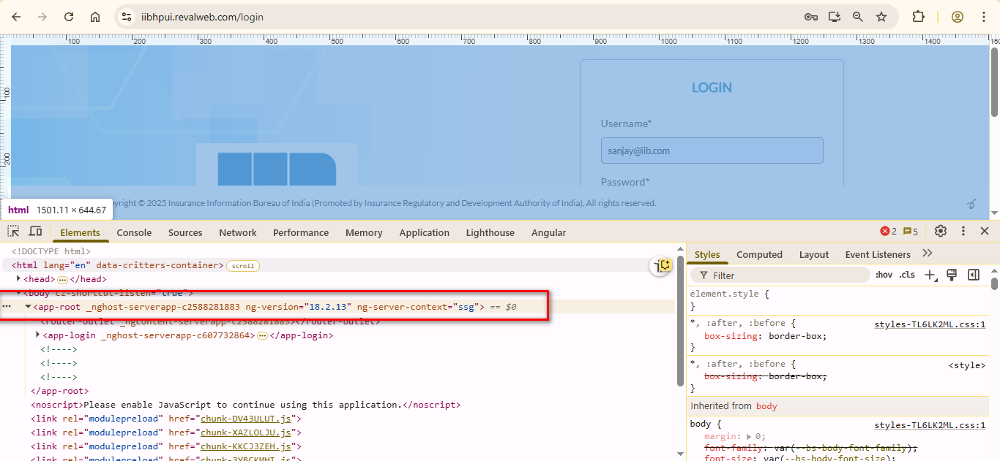 iibhpui.revalweb.com/login
100 200 300 400 500 600 700 800 900 1000 1100 1200 1300 1400
100
200
LOGIN
Username*
sanjay@iib.com
Password*
yright © 2025 Insurance Information Bureau of India (Promoted by Insurance Regulatory and Development Authority of India), All rights reserved.
html 1501.11 × 644.67
Elements Console Sources Network Performance Memory Application Lighthouse Angular 2 5
<!DOCTYPE html>
<html lang="en" data-critters-container> scroll
<head> </head>
<body cz-shortcut-listen="true">
<app-root _nghost-serverapp-c2588281883 ng-version="18.2.13" ng-server-context="ssg"> == $0
<router-outlet _ngcontent-serverapp-c2588281883></router-outlet>
<app-login _nghost-serverapp-c607732864> </app-login>
<!---->
<!---->
<!---->
</app-root>
<noscript>Please enable JavaScript to continue using this application.</noscript>
<link rel="modulepreload" href="chunk-DV43ULUT.js">
<link rel="modulepreload" href="chunk-XAZLOLJU.js">
<link rel="modulepreload" href="chunk-KKCJ3ZEH.js">
<link rel="modulepreload" href="chunk-3YBCKMHT.js">
Styles Computed Layout Event Listeners
Filter :hov .cls
element.style {
}
*, :after, :before { styles-TL6LK2ML.css:1
box-sizing: border-box;
}
*, :after, :before { <style>
box-sizing: border-box;
}
Inherited from body
body { styles-TL6LK2ML.css:1
margin: 0;
font-family: var(--bs-body-font-family);
font-size: var(--bs-body-font-size);